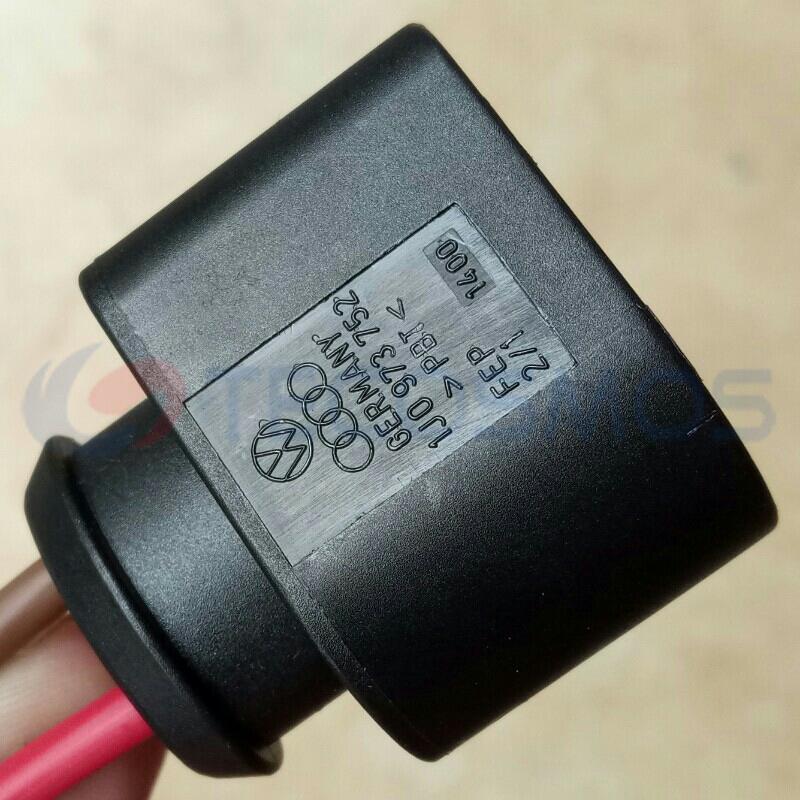 GERMANY
1J0 973 752
> PBT <
FEP
2/1
1400